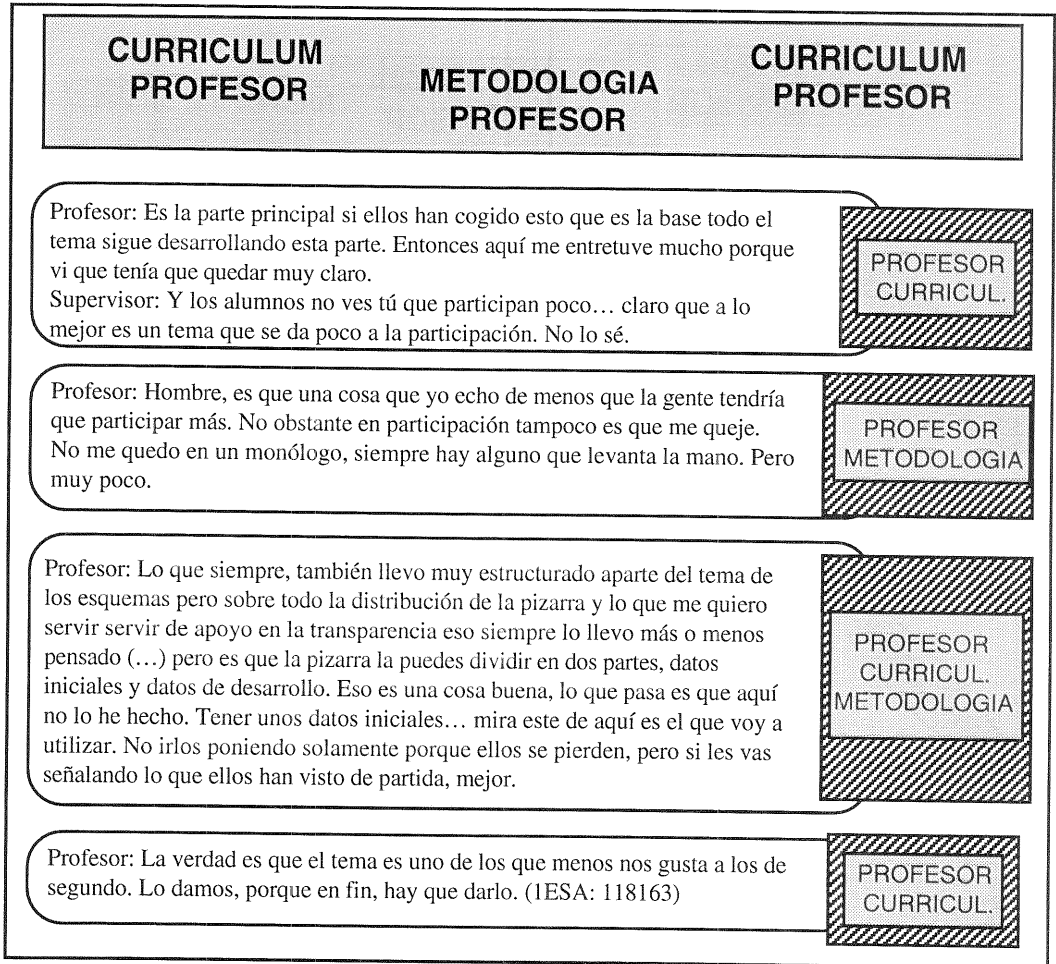 CURRICULUM
PROFESOR
METODOLOGIA
PROFESOR
CURRICULUM
PROFESOR
Profesor: Es la parte principal si ellos han cogido esto que es la base todo el
tema sigue desarrollando esta parte. Entonces aquí me entretuve mucho porque
vi que tenía que quedar muy claro.
Supervisor: Y los alumnos no ves tú que participan poco… claro que a lo
mejor es un tema que se da poco a la participación. No lo sé.
PROFESOR
CURRICUL.
Profesor: Hombre, es que una cosa que yo echo de menos que la gente tendría
que participar más. No obstante en participación tampoco es que me queje.
No me quedo en un monólogo, siempre hay alguno que levanta la mano. Pero
muy poco.
PROFESOR
METODOLOGIA
Profesor: Lo que siempre, también llevo muy estructurado aparte del tema de
los esquemas pero sobre todo la distribución de la pizarra y lo que me quiero
servir servir de apoyo en la transparencia eso siempre lo llevo más o menos
pensado (…) pero es que la pizarra la puedes dividir en dos partes, datos
iniciales y datos de desarrollo. Eso es una cosa buena, lo que pasa es que aquí
no lo he hecho. Tener unos datos iniciales… mira este de aquí es el que voy a
utilizar. No irlos poniendo solamente porque ellos se pierden, pero si les vas
señalando lo que ellos han visto de partida, mejor.
PROFESOR
CURRICUL.
METODOLOGIA
Profesor: La verdad es que el tema es uno de los que menos nos gusta a los de
segundo. Lo damos, porque en fin, hay que darlo. (1ESA: 118163)
PROFESOR
CURRICUL.